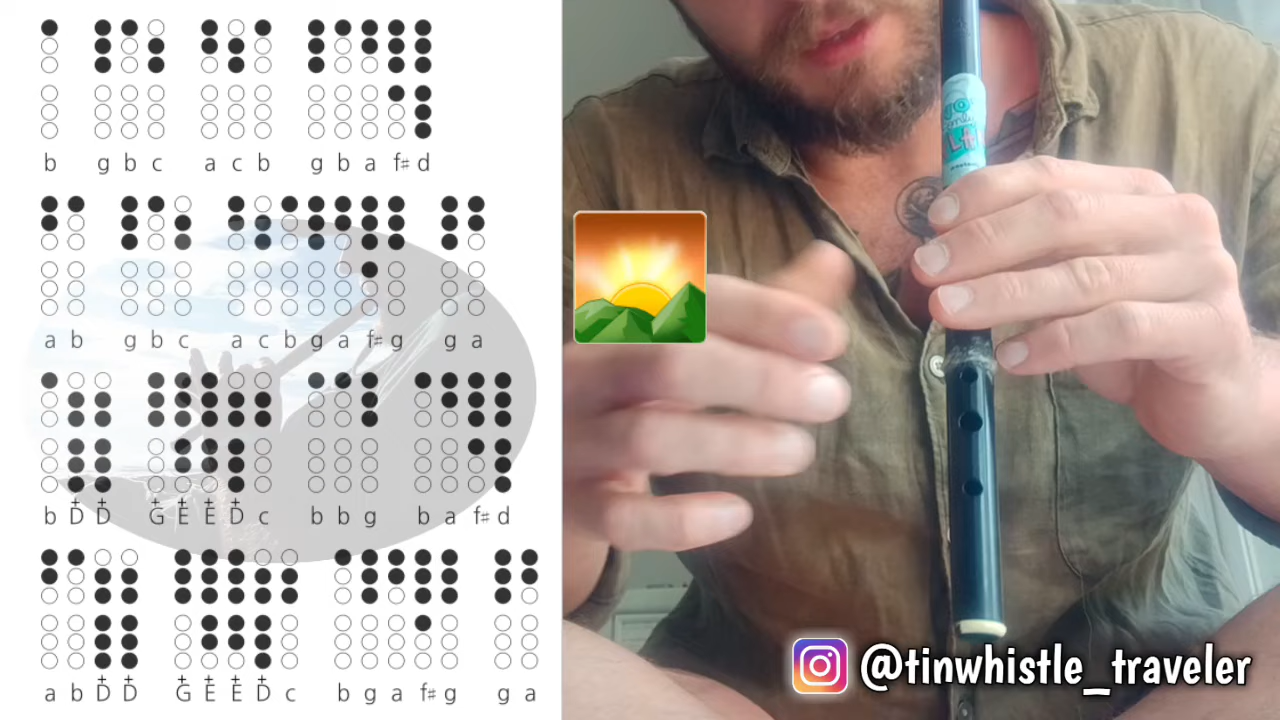 b g b c a c b g b a f♯ d
a b g b c a c b g a f♯ g g a
+ + + + + +
b D D G E E D c b b g b a f♯ d
+ + + + + +
a b D D G E E D c b g a f♯ g g a
@tinwhistle_traveler